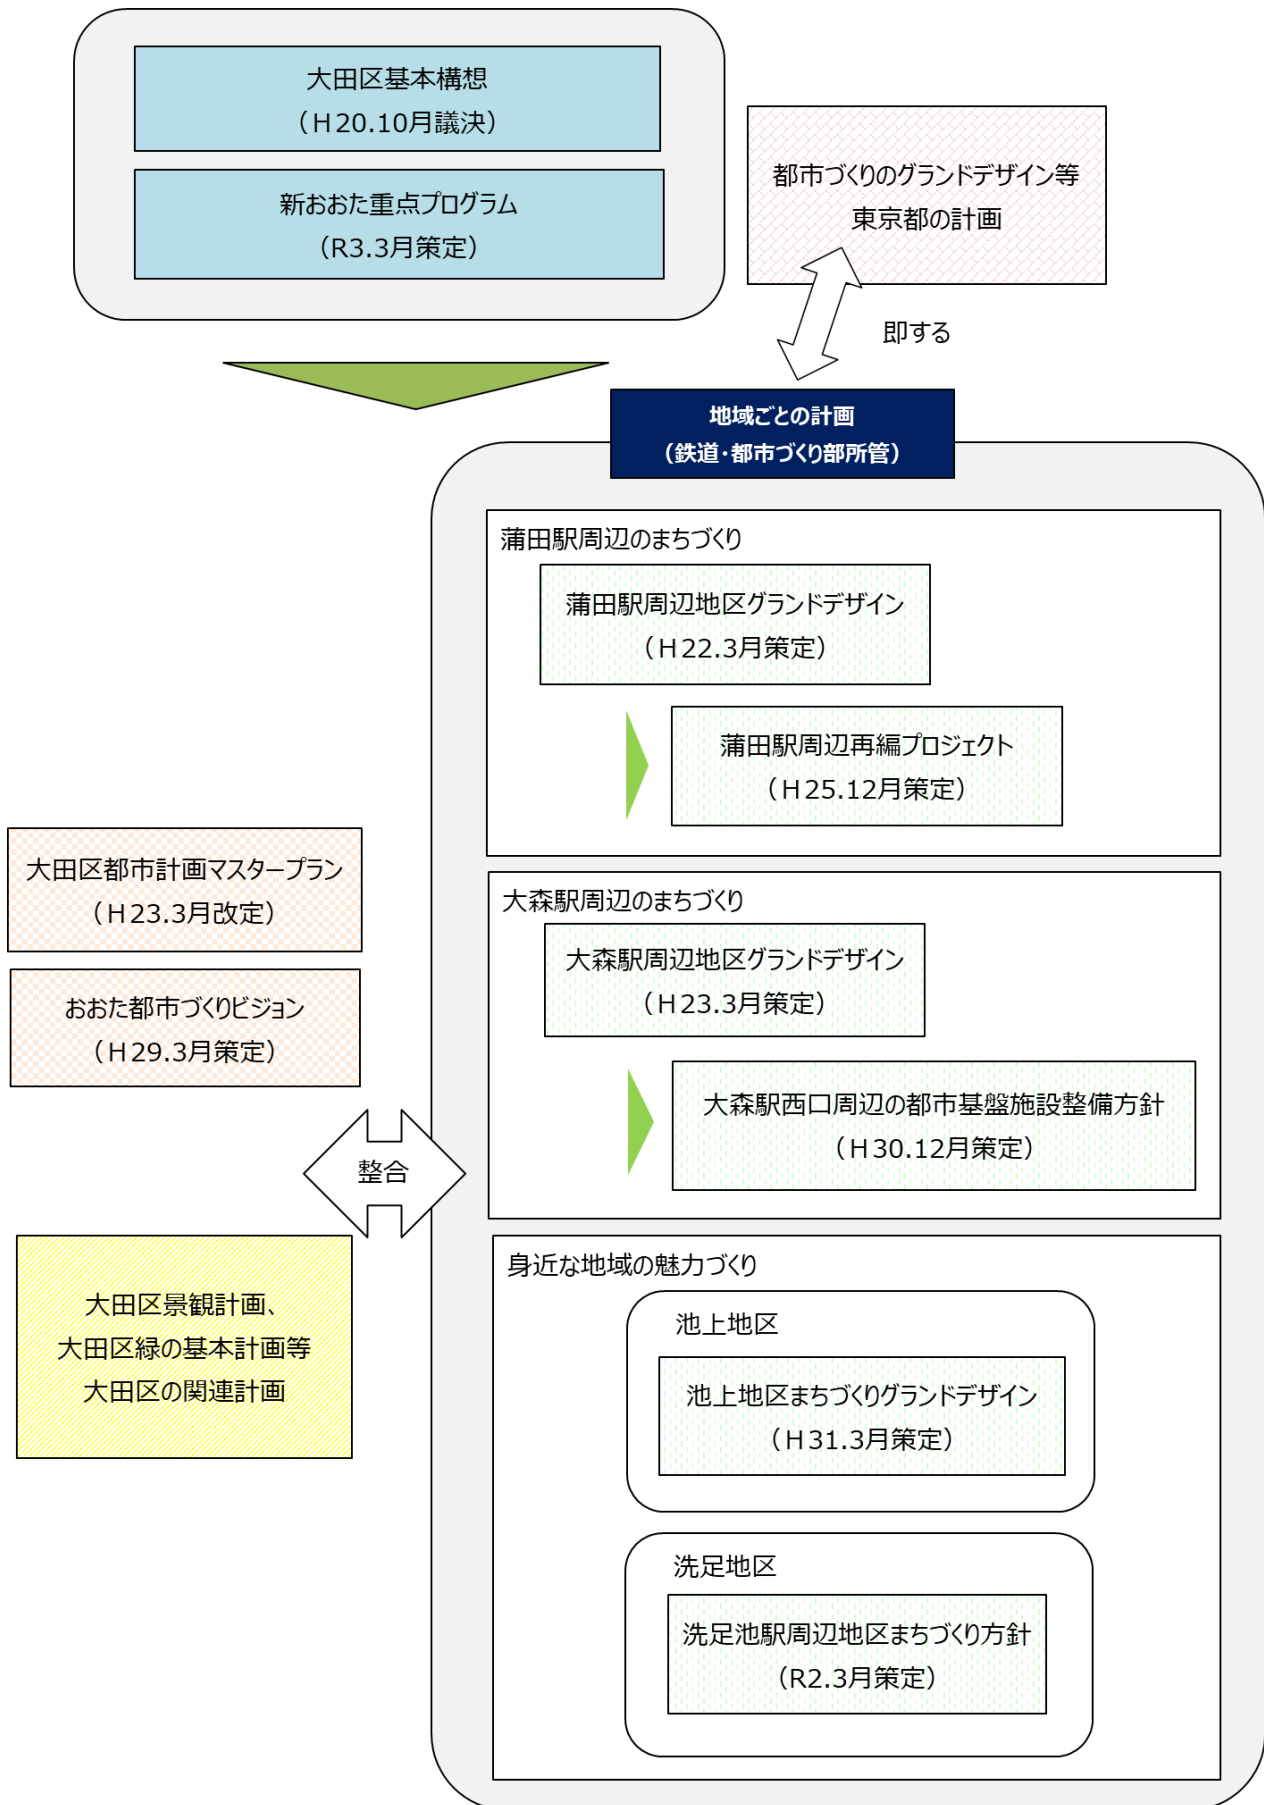 大田区基本構想
（Ｈ20.10月議決）
新おおた重点プログラム
（R3.3月策定）
都市づくりのグランドデザイン等
東京都の計画
即する
地域ごとの計画
（鉄道・都市づくり部所管）
蒲田駅周辺のまちづくり
蒲田駅周辺地区グランドデザイン
（Ｈ22.3月策定）
蒲田駅周辺再編プロジェクト
（Ｈ25.12月策定）
大田区都市計画マスタープラン
（Ｈ23.3月改定）
おおた都市づくりビジョン
（Ｈ29.3月策定）
大森駅周辺のまちづくり
大森駅周辺地区グランドデザイン
（Ｈ23.3月策定）
大森駅西口周辺の都市基盤施設整備方針
（Ｈ30.12月策定）
整合
大田区景観計画、
大田区緑の基本計画等
大田区の関連計画
身近な地域の魅力づくり
池上地区
池上地区まちづくりグランドデザイン
（Ｈ31.3月策定）
洗足地区
洗足池駅周辺地区まちづくり方針
（R2.3月策定）